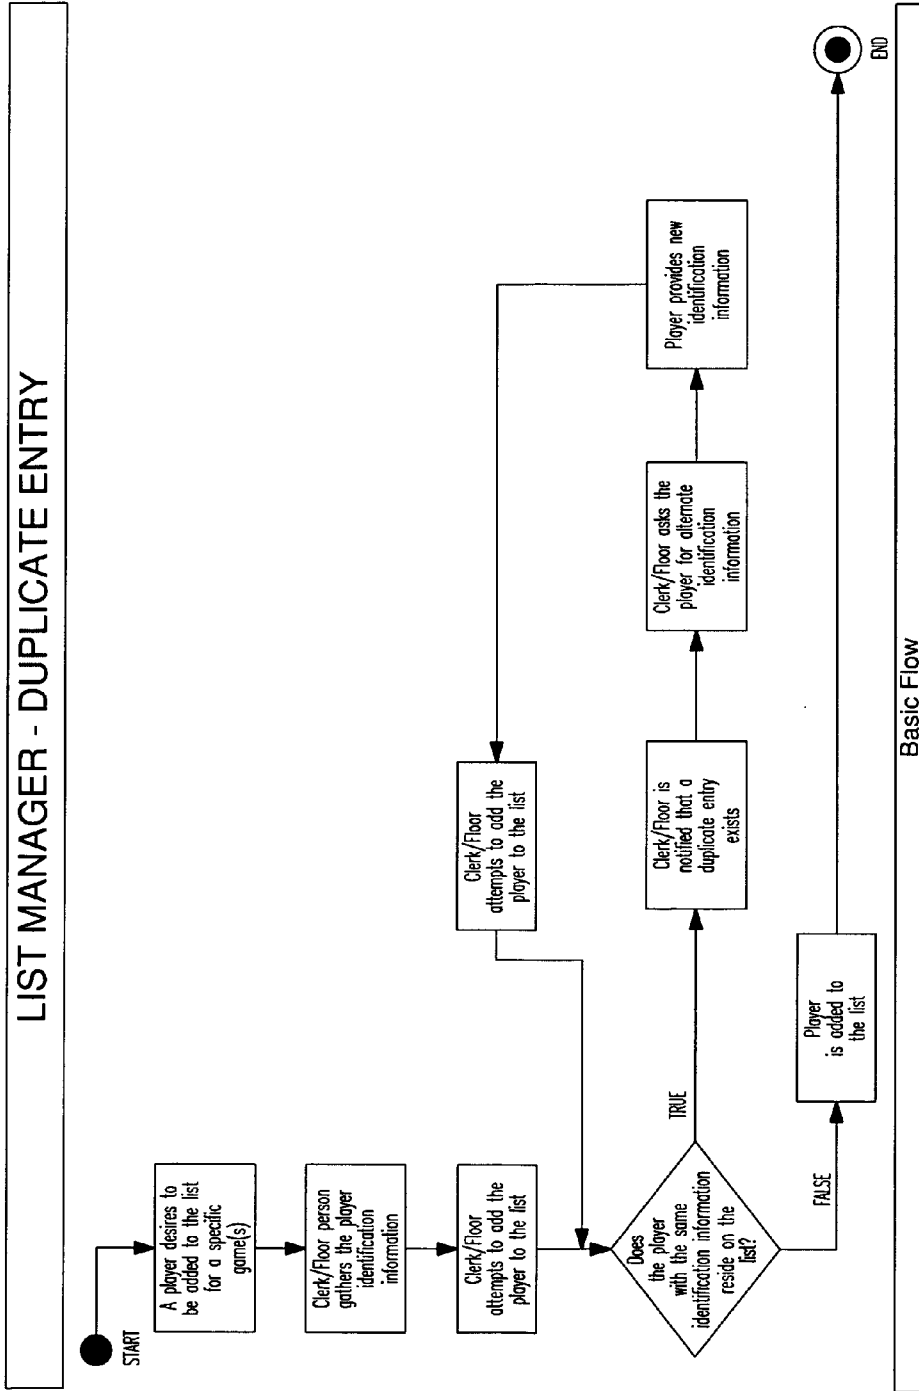 LIST MANAGER - DUPLICATE ENTRY
START
A player desires to
be added to the list
for a specific
game(s)
Clerk/Floor person
gathers the player
identification
information
Clerk/Floor
attempts to add the
player to the list
Does
the player
with the same
identification information
reside on the
list?
TRUE
Clerk/Floor is
notified that a
duplicate entry
exists
Clerk/Floor asks the
player for alternate
identification
information
Player provides new
identification
information
Clerk/Floor
attempts to add the
player to the list
FALSE
Player
is added to
the list
END
Basic Flow